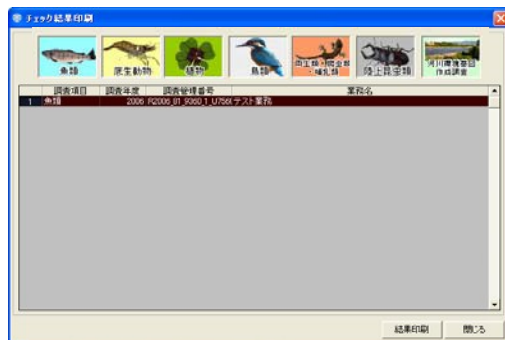 チェック結果印刷
魚類
底生動物
植物
鳥類
両生類・爬虫類
・哺乳類
陸上昆虫類
河川環境基図
作成調査
調査項目 調査年度 調査管理番号 業務名
1 魚類 2006 R2006_01_9360_1_U756( テスト業務
結果印刷 閉じる